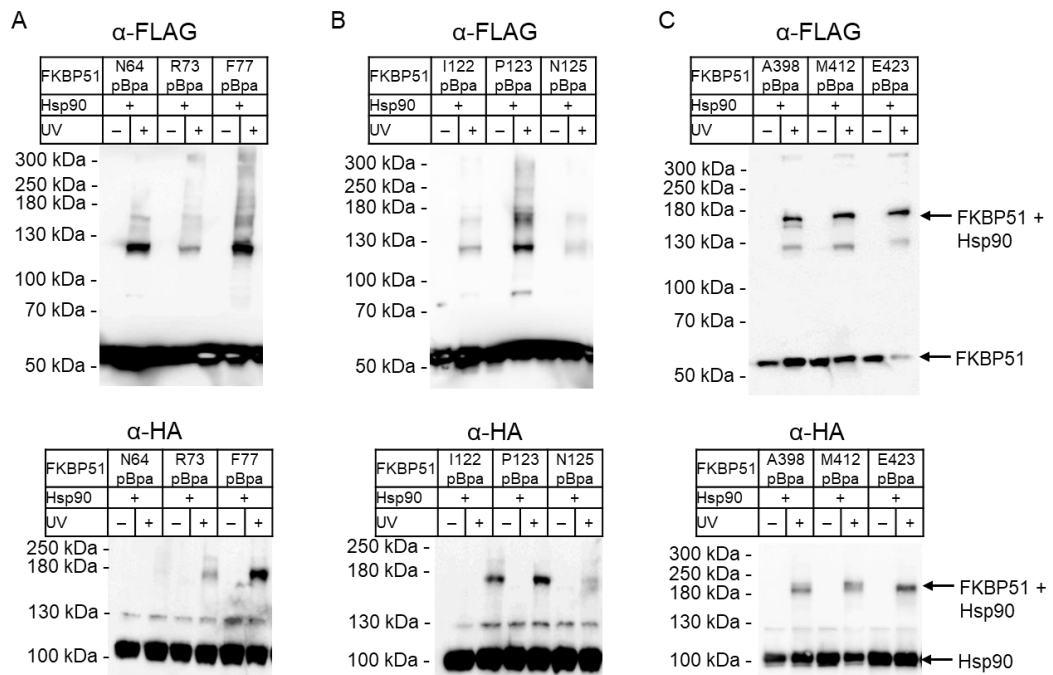 A
α-FLAG
FKBP51 N64 pBpa R73 pBpa F77 pBpa
Hsp90 + + +
UV – + – + – +
300 kDa -
250 kDa -
180 kDa -
130 kDa -
100 kDa -
70 kDa -
50 kDa -
α-HA
FKBP51 N64 pBpa R73 pBpa F77 pBpa
Hsp90 + + +
UV – + – + – +
250 kDa -
180 kDa -
130 kDa -
100 kDa -
B
α-FLAG
FKBP51 I122 pBpa P123 pBpa N125 pBpa
Hsp90 + + +
UV – + – + – +
300 kDa -
250 kDa -
180 kDa -
130 kDa -
100 kDa -
70 kDa -
50 kDa -
α-HA
FKBP51 I122 pBpa P123 pBpa N125 pBpa
Hsp90 + + +
UV – + – + – +
250 kDa -
180 kDa -
130 kDa -
100 kDa -
C
α-FLAG
FKBP51 A398 pBpa M412 pBpa E423 pBpa
Hsp90 + + +
UV – + – + – +
300 kDa -
250 kDa -
180 kDa -
130 kDa -
100 kDa -
70 kDa -
50 kDa -
FKBP51 +
Hsp90
FKBP51
α-HA
FKBP51 A398 pBpa M412 pBpa E423 pBpa
Hsp90 + + +
UV – + – + – +
300 kDa -
250 kDa -
180 kDa -
130 kDa -
100 kDa -
FKBP51 +
Hsp90
Hsp90